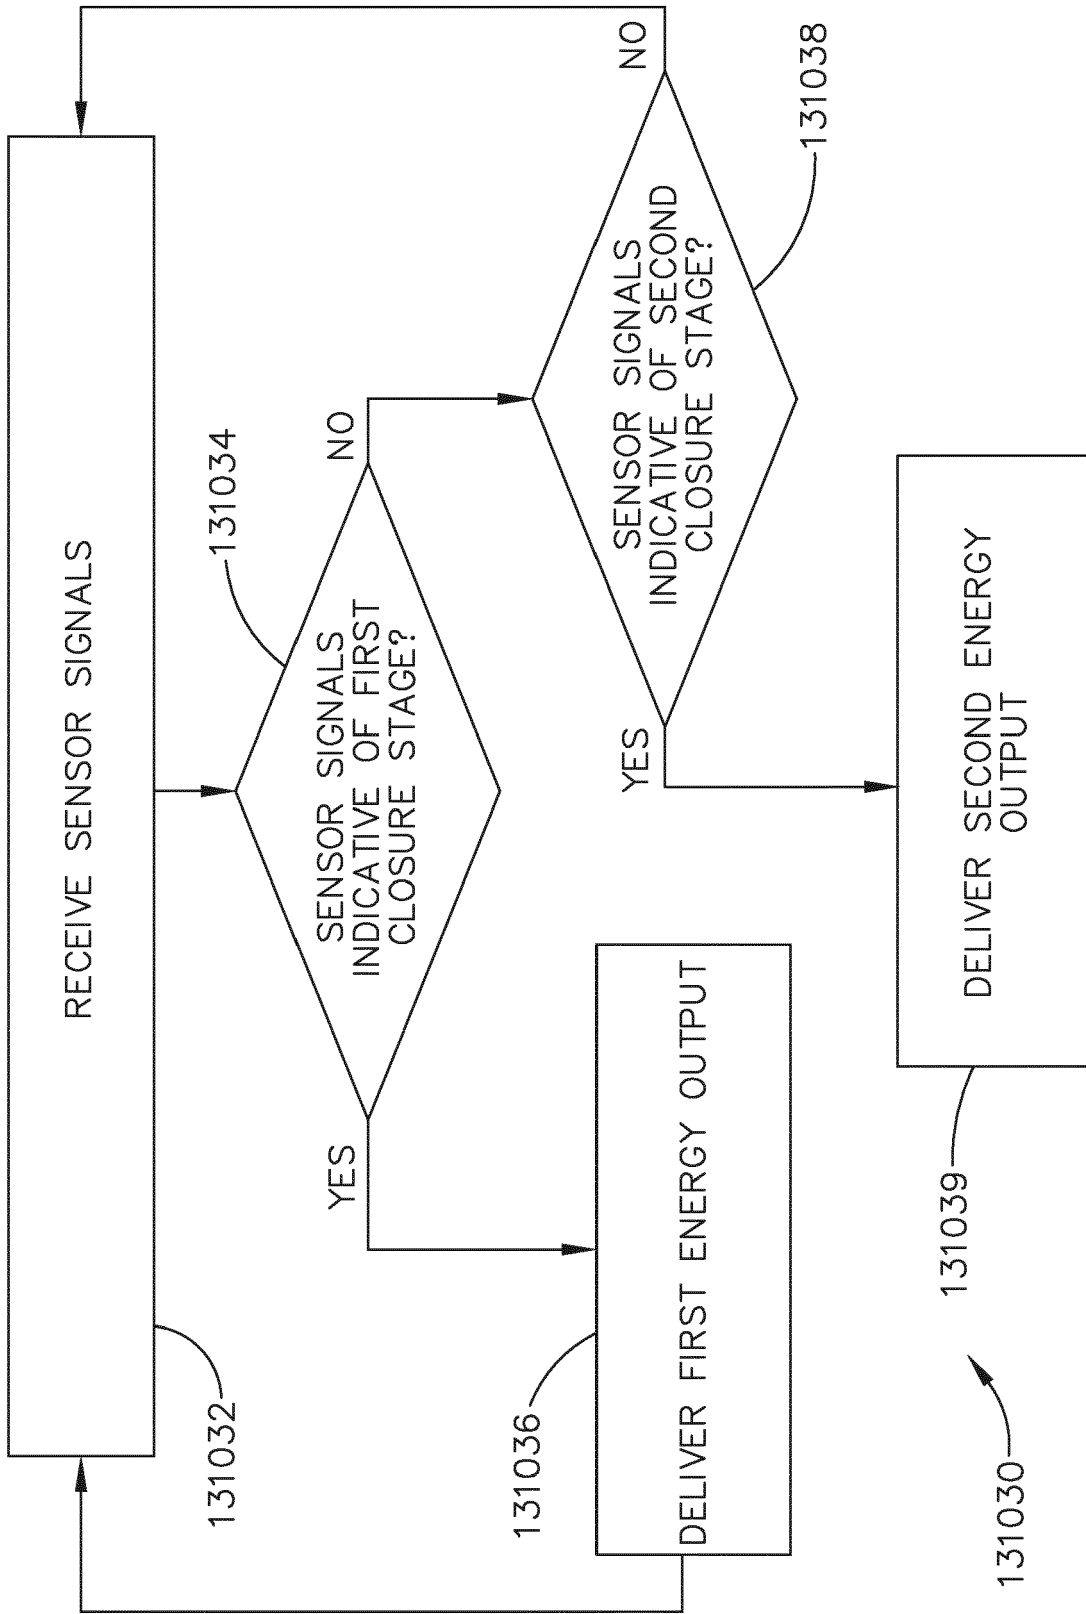 RECEIVE SENSOR SIGNALS
131032
131034
SENSOR SIGNALS
INDICATIVE OF FIRST
CLOSURE STAGE?
YES
NO
131036
DELIVER FIRST ENERGY OUTPUT
SENSOR SIGNALS
INDICATIVE OF SECOND
CLOSURE STAGE?
YES
NO
131038
DELIVER SECOND ENERGY
OUTPUT
131039
131030